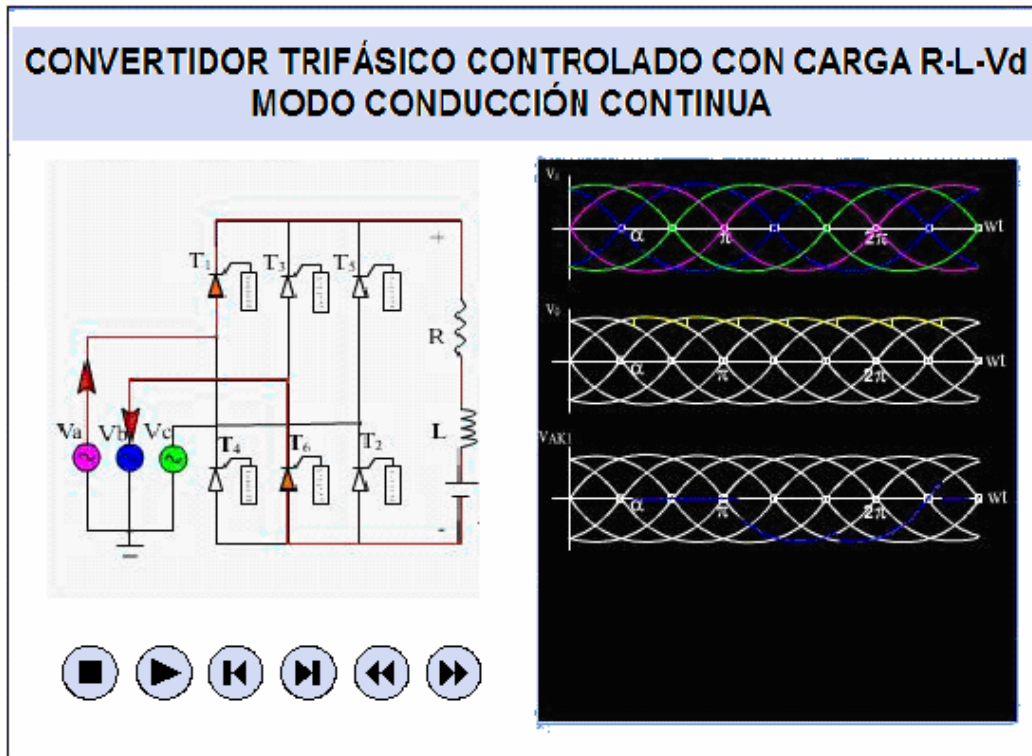 CONVERTIDOR TRIFÁSICO CONTROLADO CON CARGA R-L-Vd
MODO CONDUCCIÓN CONTINUA
T1 T3 T5
+
R
Va Vb Vc
L
T4 T6 T2
-
wt
α π 2π
V0
wt
α π 2π
VAK1
wt
α π 2π